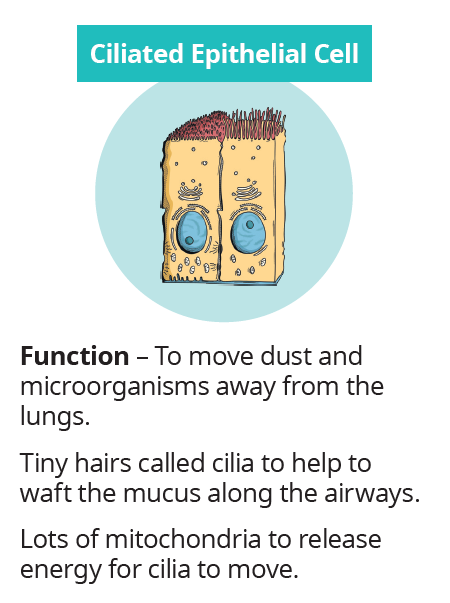 Ciliated Epithelial Cell
Function – To move dust and
microorganisms away from the
lungs.
Tiny hairs called cilia to help to
waft the mucus along the airways.
Lots of mitochondria to release
energy for cilia to move.